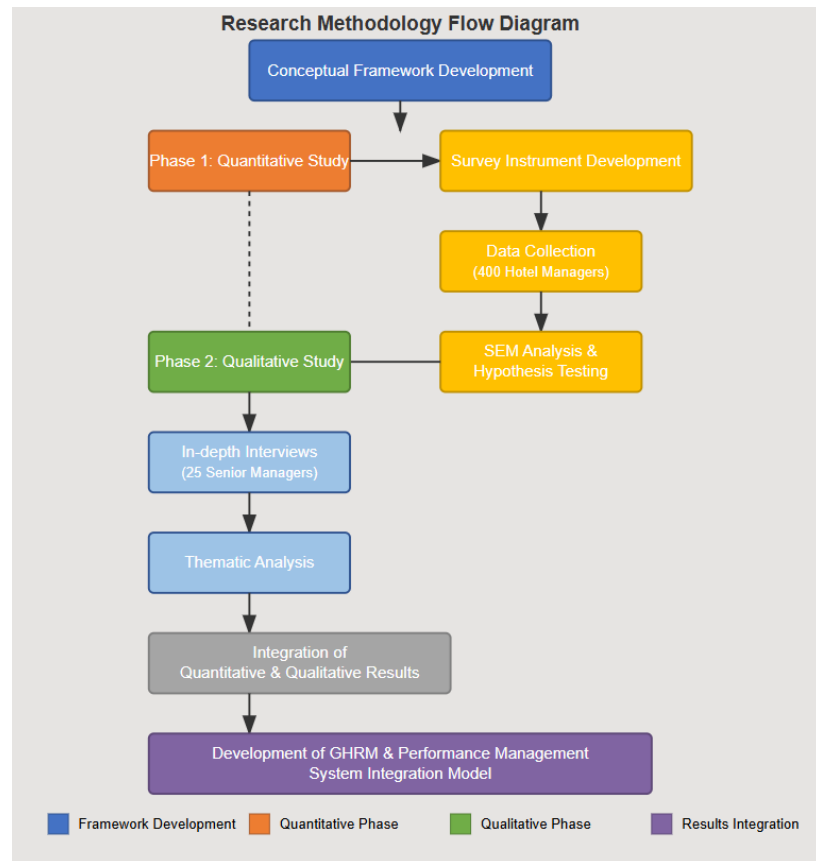 Research Methodology Flow Diagram
Conceptual Framework Development
Phase 1: Quantitative Study
Survey Instrument Development
Data Collection
(400 Hotel Managers)
Phase 2: Qualitative Study
SEM Analysis &
Hypothesis Testing
In-depth Interviews
(25 Senior Managers)
Thematic Analysis
Integration of
Quantitative & Qualitative Results
Development of GHRM & Performance Management
System Integration Model
Framework Development
Quantitative Phase
Qualitative Phase
Results Integration